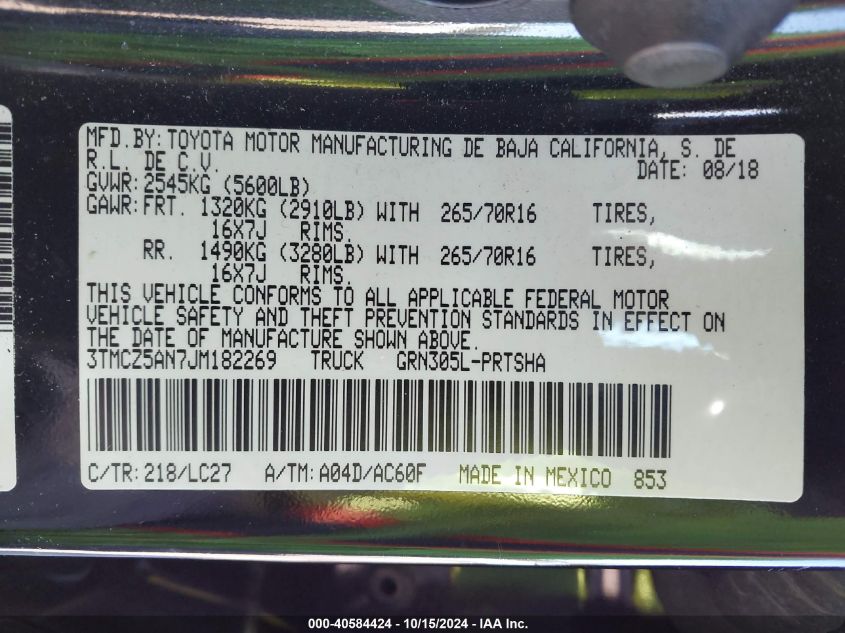 MFD.BY:TOYOTA MOTOR MANUFACTURING DE BAJA CALIFORNIA, S. DE
R.L. DE C.V. DATE: 08/18
GVWR:2545KG (5600LB)
GAWR:FRT. 1320KG (2910LB) WITH 265/70R16 TIRES,
16X7J RIMS.
RR. 1490KG (3280LB) WITH 265/70R16 TIRES,
16X7J RIMS.
THIS VEHICLE CONFORMS TO ALL APPLICABLE FEDERAL MOTOR
VEHICLE SAFETY AND THEFT PREVENTION STANDARDS IN EFFECT ON
THE DATE OF MANUFACTURE SHOWN ABOVE.
3TMCZ5AN7JM182269 TRUCK GRN305L-PRTSHA
C/TR:218/LC27 A/TM:A04D/AC60F MADE IN MEXICO 853
000-40584424 - 10/15/2024 - IAA Inc.